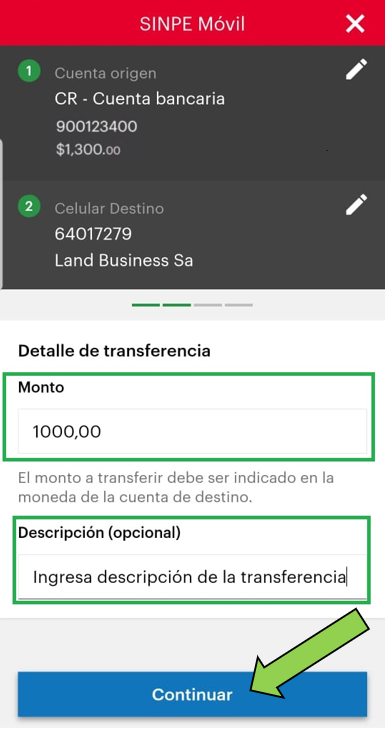 SINPE Móvil
1 Cuenta origen
CR - Cuenta bancaria
900123400
$1,300.00
2 Celular Destino
64017279
Land Business Sa
Detalle de transferencia
Monto
1000,00
El monto a transferir debe ser indicado en la
moneda de la cuenta de destino.
Descripción (opcional)
Ingresa descripción de la transferencia
Continuar